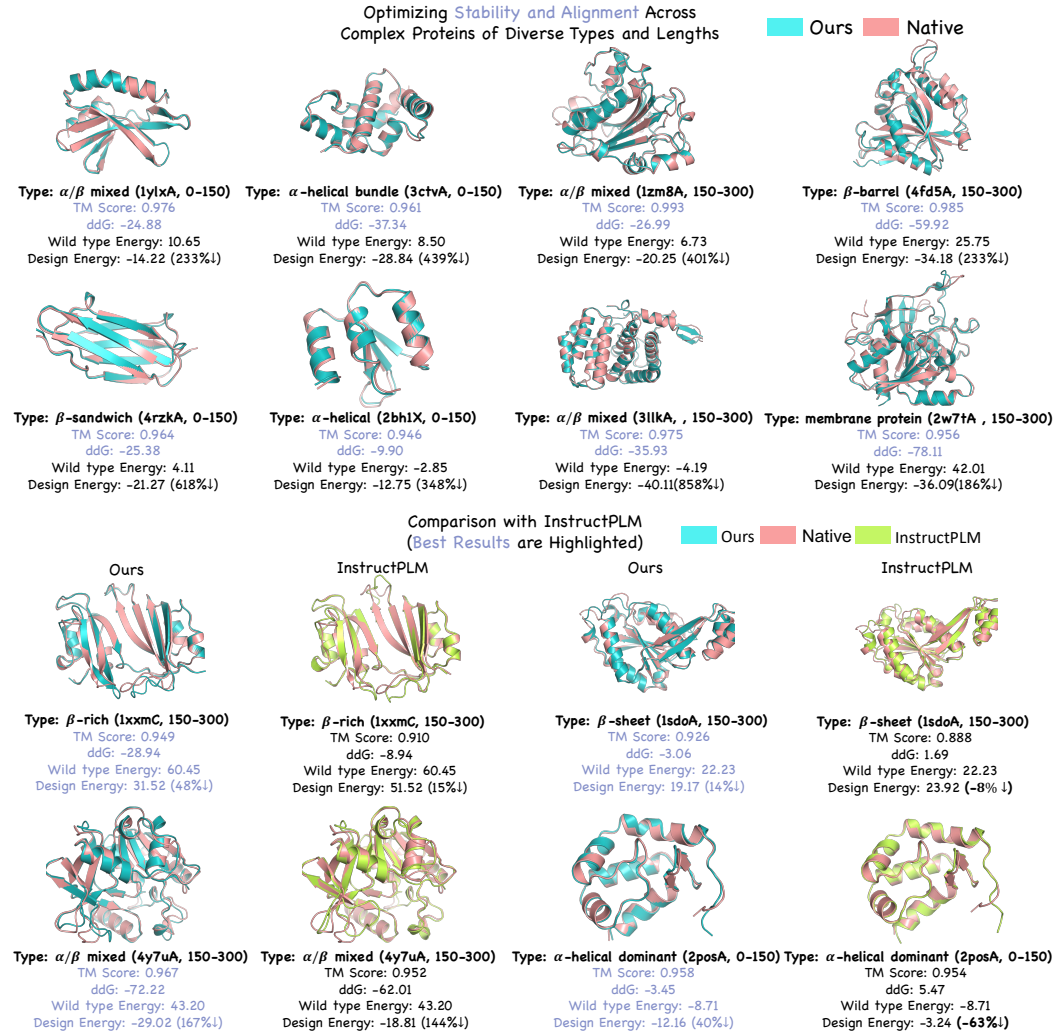 Optimizing Stability and Alignment Across
Complex Proteins of Diverse Types and Lengths
Ours Native
Type: α/β mixed (1ylxA, 0-150)
TM Score: 0.976
ddG: -24.88
Wild type Energy: 10.65
Design Energy: -14.22 (233%↓)
Type: α-helical bundle (3ctvA, 0-150)
TM Score: 0.961
ddG: -37.34
Wild type Energy: 8.50
Design Energy: -28.84 (439%↓)
Type: α/β mixed (1zm8A, 150-300)
TM Score: 0.993
ddG: -26.99
Wild type Energy: 6.73
Design Energy: -20.25 (401%↓)
Type: β-barrel (4fd5A, 150-300)
TM Score: 0.985
ddG: -59.92
Wild type Energy: 25.75
Design Energy: -34.18 (233%↓)
Type: β-sandwich (4rzkA, 0-150)
TM Score: 0.964
ddG: -25.38
Wild type Energy: 4.11
Design Energy: -21.27 (618%↓)
Type: α-helical (2bh1X, 0-150)
TM Score: 0.946
ddG: -9.90
Wild type Energy: -2.85
Design Energy: -12.75 (348%↓)
Type: α/β mixed (3llkA, , 150-300)
TM Score: 0.975
ddG: -35.93
Wild type Energy: -4.19
Design Energy: -40.11(858%↓)
Type: membrane protein (2w7tA , 150-300)
TM Score: 0.956
ddG: -78.11
Wild type Energy: 42.01
Design Energy: -36.09(186%↓)
Comparison with InstructPLM
(Best Results are Highlighted)
Ours Native InstructPLM
Ours
InstructPLM
Ours
InstructPLM
Type: β-rich (1xxmC, 150-300)
TM Score: 0.949
ddG: -28.94
Wild type Energy: 60.45
Design Energy: 31.52 (48%↓)
Type: β-rich (1xxmC, 150-300)
TM Score: 0.910
ddG: -8.94
Wild type Energy: 60.45
Design Energy: 51.52 (15%↓)
Type: β-sheet (1sdoA, 150-300)
TM Score: 0.926
ddG: -3.06
Wild type Energy: 22.23
Design Energy: 19.17 (14%↓)
Type: β-sheet (1sdoA, 150-300)
TM Score: 0.888
ddG: 1.69
Wild type Energy: 22.23
Design Energy: 23.92 (-8% ↓)
Type: α/β mixed (4y7uA, 150-300)
TM Score: 0.967
ddG: -72.22
Wild type Energy: 43.20
Design Energy: -29.02 (167%↓)
Type: α/β mixed (4y7uA, 150-300)
TM Score: 0.952
ddG: -62.01
Wild type Energy: 43.20
Design Energy: -18.81 (144%↓)
Type: α-helical dominant (2posA, 0-150)
TM Score: 0.958
ddG: -3.45
Wild type Energy: -8.71
Design Energy: -12.16 (40%↓)
Type: α-helical dominant (2posA, 0-150)
TM Score: 0.954
ddG: 5.47
Wild type Energy: -8.71
Design Energy: -3.24 (-63%↓)